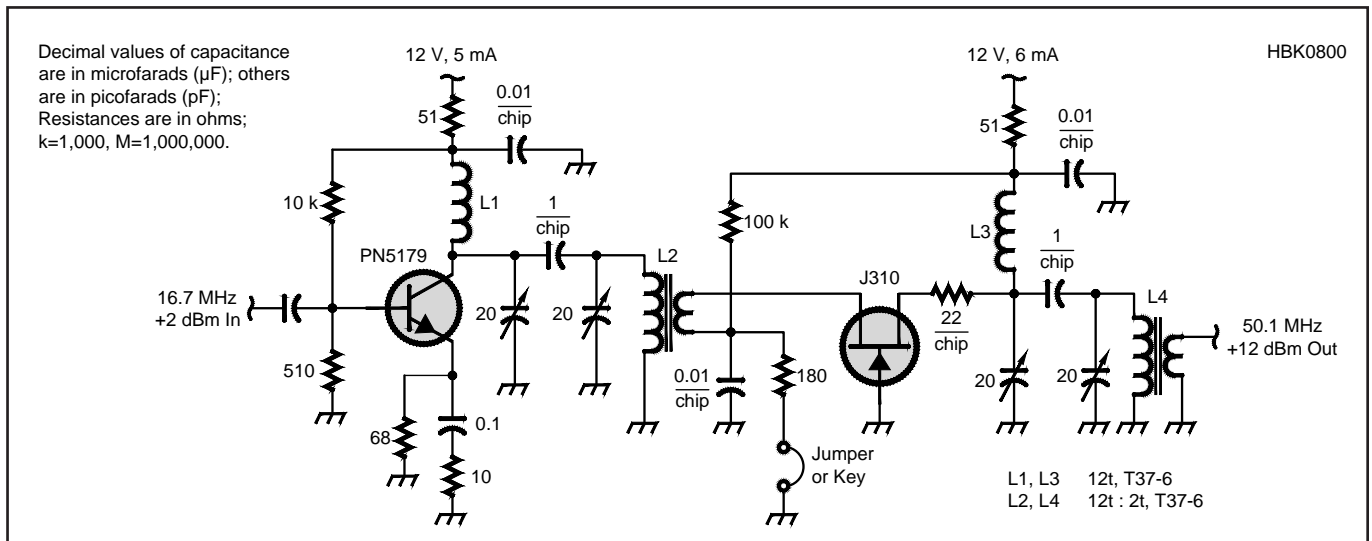 Decimal values of capacitance
are in microfarads (µF); others
are in picofarads (pF);
Resistances are in ohms;
k=1,000, M=1,000,000.
12 V, 5 mA
12 V, 6 mA
HBK0800
51
0.01
chip
51
0.01
chip
10 k
L1
1
chip
100 k
L3
1
chip
PN5179
L2
J310
L4
16.7 MHz
+2 dBm In
20
20
22
chip
50.1 MHz
+12 dBm Out
510
0.01
chip
180
20
20
68
0.1
10
Jumper
or Key
L1, L3 12t, T37-6
L2, L4 12t : 2t, T37-6